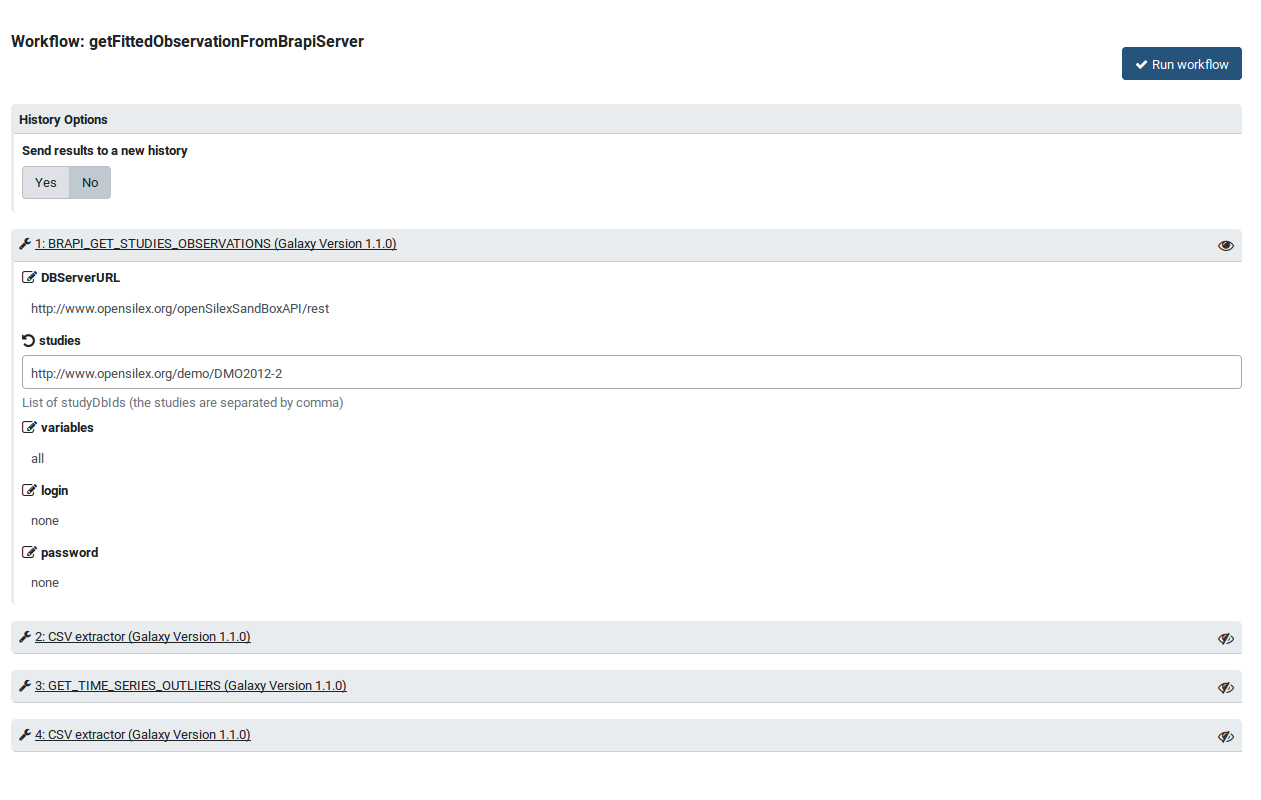 Workflow: getFittedObservationFromBrapiServer
Run workflow
History Options
Send results to a new history
Yes No
1: BRAPI_GET_STUDIES_OBSERVATIONS (Galaxy Version 1.1.0)
DBServerURL
http://www.opensilex.org/openSilexSandBoxAPI/rest
studies
http://www.opensilex.org/demo/DMO2012-2
List of studyDbIds (the studies are separated by comma)
variables
all
login
none
password
none
2: CSV extractor (Galaxy Version 1.1.0)
3: GET_TIME_SERIES_OUTLIERS (Galaxy Version 1.1.0)
4: CSV extractor (Galaxy Version 1.1.0)